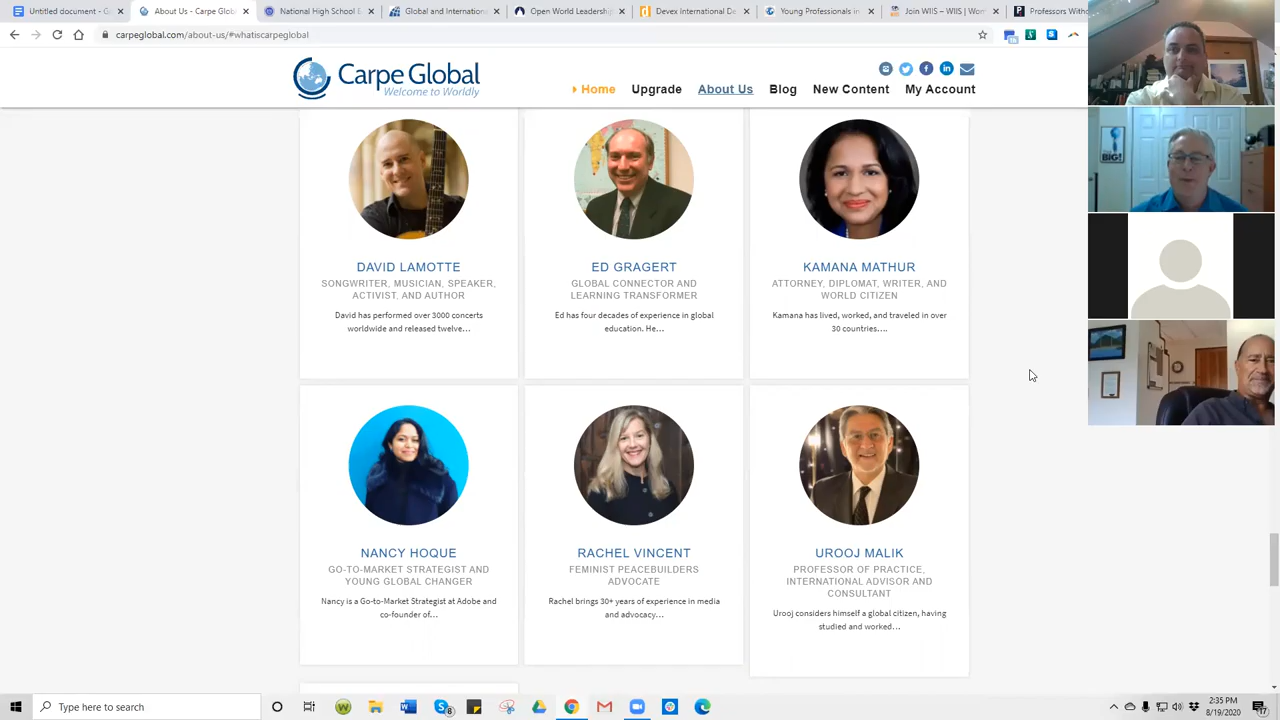 Untitled document - G
About Us - Carpe Glob
National High School E
Global and Internation
Open World Leadership
Devex International De
Young Professionals in
Join WIIS – WIIS | Wo
Professors With
carpeglobal.com/about-us/#whatiscarpeglobal
Carpe Global
Welcome to Worldly
Home Upgrade About Us Blog New Content My Account
DAVID LAMOTTE
SONGWRITER, MUSICIAN, SPEAKER,
ACTIVIST, AND AUTHOR
David has performed over 3000 concerts
worldwide and released twelve…
ED GRAGERT
GLOBAL CONNECTOR AND
LEARNING TRANSFORMER
Ed has four decades of experience in global
education. He…
KAMANA MATHUR
ATTORNEY, DIPLOMAT, WRITER, AND
WORLD CITIZEN
Kamana has lived, worked, and traveled in over
30 countries.…
NANCY HOQUE
GO-TO-MARKET STRATEGIST AND
YOUNG GLOBAL CHANGER
Nancy is a Go-to-Market Strategist at Adobe and
co-founder of…
RACHEL VINCENT
FEMINIST PEACEBUILDERS
ADVOCATE
Rachel brings 30+ years of experience in media
and advocacy…
UROOJ MALIK
PROFESSOR OF PRACTICE,
INTERNATIONAL ADVISOR AND
CONSULTANT
Urooj considers himself a global citizen, having
studied and worked…
BIG!
Type here to search
2:35 PM
8/19/2020
17